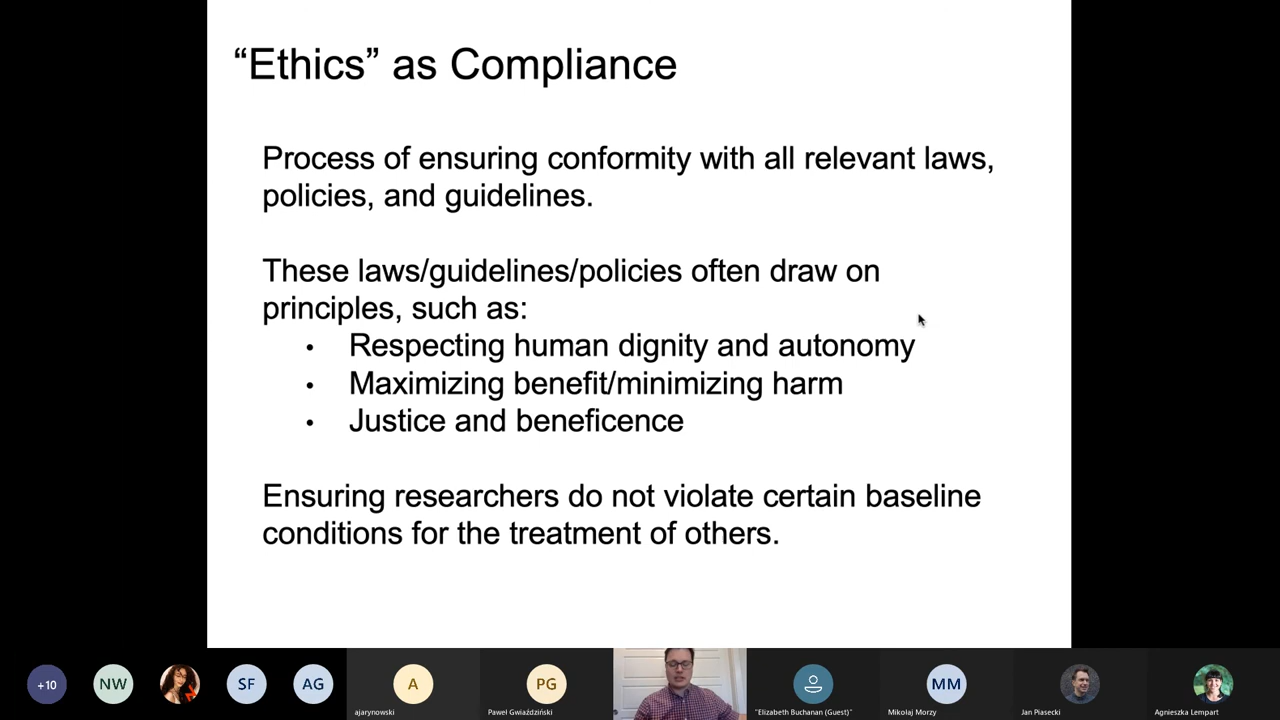 “Ethics” as Compliance
Process of ensuring conformity with all relevant laws,
policies, and guidelines.
These laws/guidelines/policies often draw on
principles, such as:
• Respecting human dignity and autonomy
• Maximizing benefit/minimizing harm
• Justice and beneficence
Ensuring researchers do not violate certain baseline
conditions for the treatment of others.
+10
NW
SF
AG
A
ajarynowski
PG
Paweł Gwiaździński
"Elizabeth Buchanan (Guest)"
MM
Mikołaj Morzy
Jan Piasecki
Agnieszka Lempart